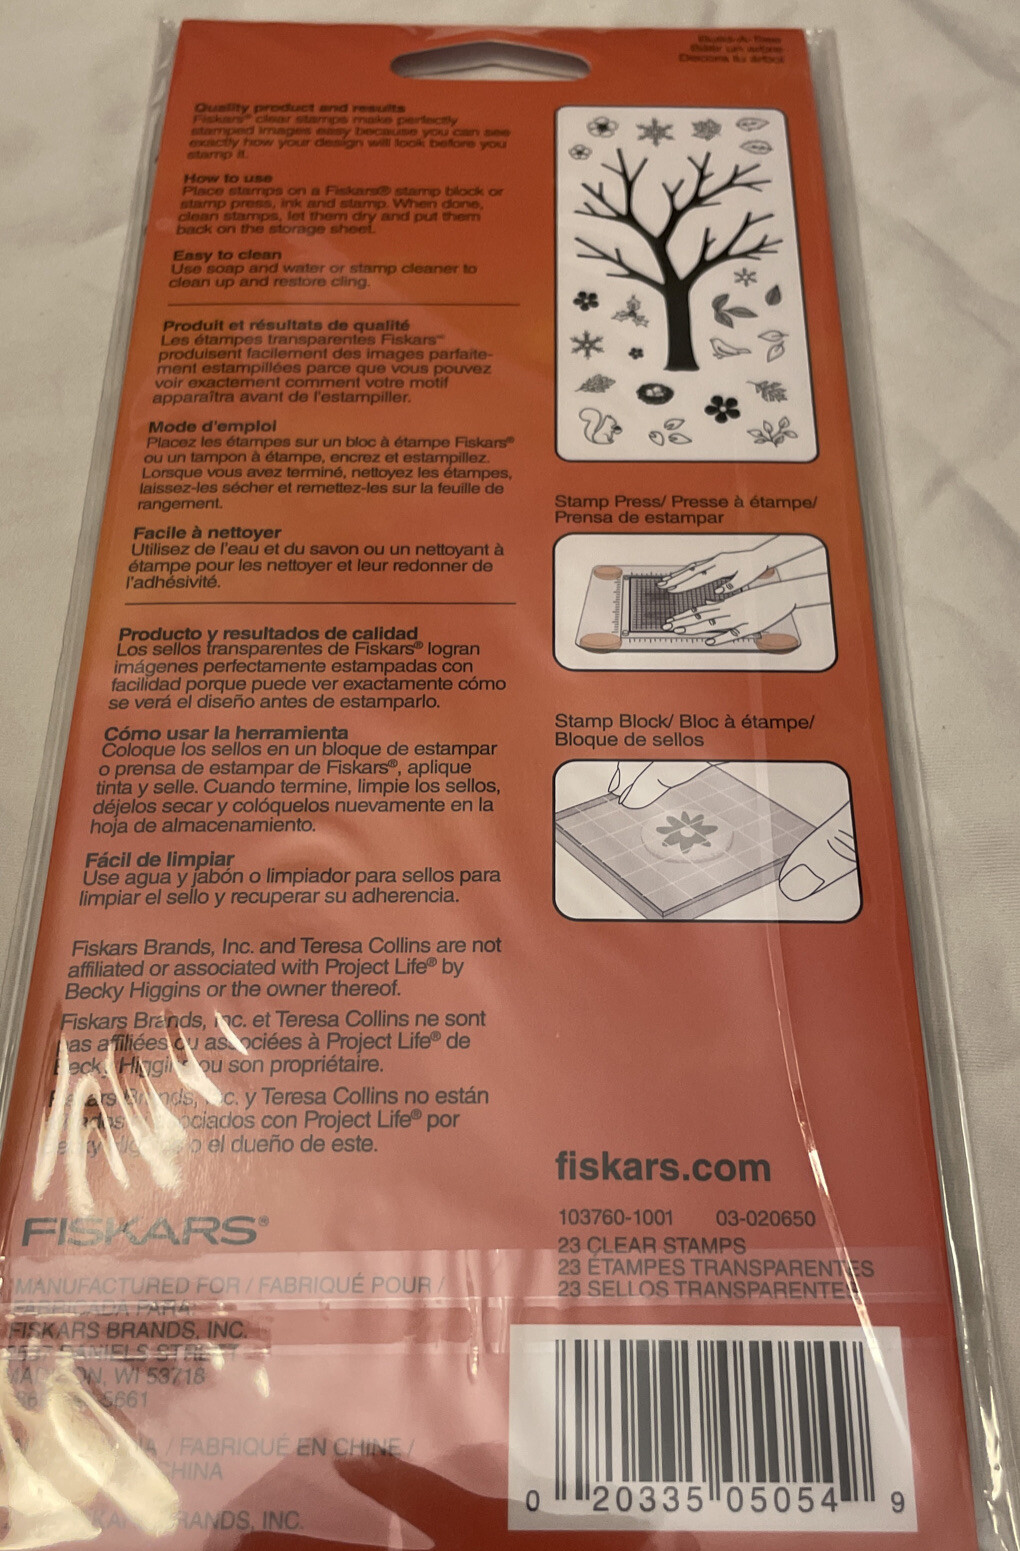 Build-A-Tree
Bâtir un arbre
Decora tu árbol
Quality product and results
Fiskars® clear stamps make perfectly
stamped images easy because you can see
exactly how your design will look before you
stamp it.
How to use
Place stamps on a Fiskars® stamp block or
stamp press, ink and stamp. When done,
clean stamps, let them dry and put them
back on the storage sheet.
Easy to clean
Use soap and water or stamp cleaner to
clean up and restore cling.
Produit et résultats de qualité
Les étampes transparentes Fiskars™
produisent facilement des images parfaite-
ment estampillées parce que vous pouvez
voir exactement comment votre motif
apparaîtra avant de l'estampiller.
Mode d'emploi
Placez les étampes sur un bloc à étampe Fiskars®
ou un tampon à étampe, encrez et estampillez.
Lorsque vous avez terminé, nettoyez les étampes,
laissez-les sécher et remettez-les sur la feuille de
rangement.
Facile à nettoyer
Utilisez de l'eau et du savon ou un nettoyant à
étampe pour les nettoyer et leur redonner de
l'adhésivité.
Producto y resultados de calidad
Los sellos transparentes de Fiskars® logran
imágenes perfectamente estampadas con
facilidad porque puede ver exactamente cómo
se verá el diseño antes de estamparlo.
Cómo usar la herramienta
Coloque los sellos en un bloque de estampar
o prensa de estampar de Fiskars®, aplique
tinta y selle. Cuando termine, limpie los sellos,
déjelos secar y colóquelos nuevamente en la
hoja de almacenamiento.
Fácil de limpiar
Use agua y jabón o limpiador para sellos para
limpiar el sello y recuperar su adherencia.
Fiskars Brands, Inc. and Teresa Collins are not
affiliated or associated with Project Life® by
Becky Higgins or the owner thereof.
Fiskars Brands, Inc. et Teresa Collins ne sont
pas affiliées ou associées à Project Life® de
Becky Higgins ou son propriétaire.
y Teresa Collins no están
con Project Life® por
o el dueño de este.
FISKARS®
MANUFACTURED FOR / FABRIQUÉ POUR /
FABRICADA PARA:
FISKARS BRANDS, INC.
DANIELS STREET
MADISON, WI 53718
5661
/ FABRIQUÉ EN CHINE /
CHINA
BRANDS, INC.
Stamp Press/ Presse à étampe/
Prensa de estampar
Stamp Block/ Bloc à étampe/
Bloque de sellos
fiskars.com
103760-1001 03-020650
23 CLEAR STAMPS
23 ÉTAMPES TRANSPARENTES
23 SELLOS TRANSPARENTES
0 20335 05054 9